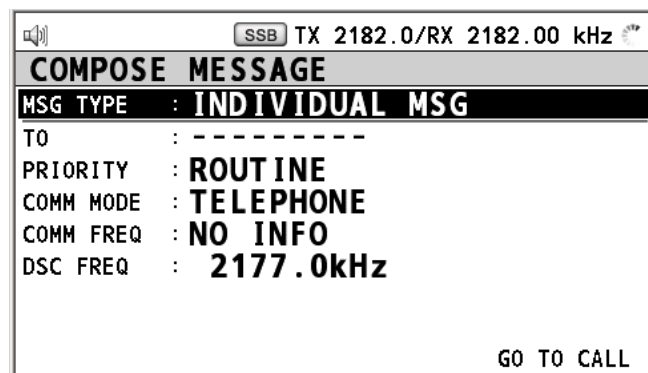 SSB TX 2182.0/RX 2182.00 kHz
COMPOSE MESSAGE
MSG TYPE : INDIVIDUAL MSG
TO : ---------
PRIORITY : ROUTINE
COMM MODE : TELEPHONE
COMM FREQ : NO INFO
DSC FREQ : 2177.0kHz
GO TO CALL